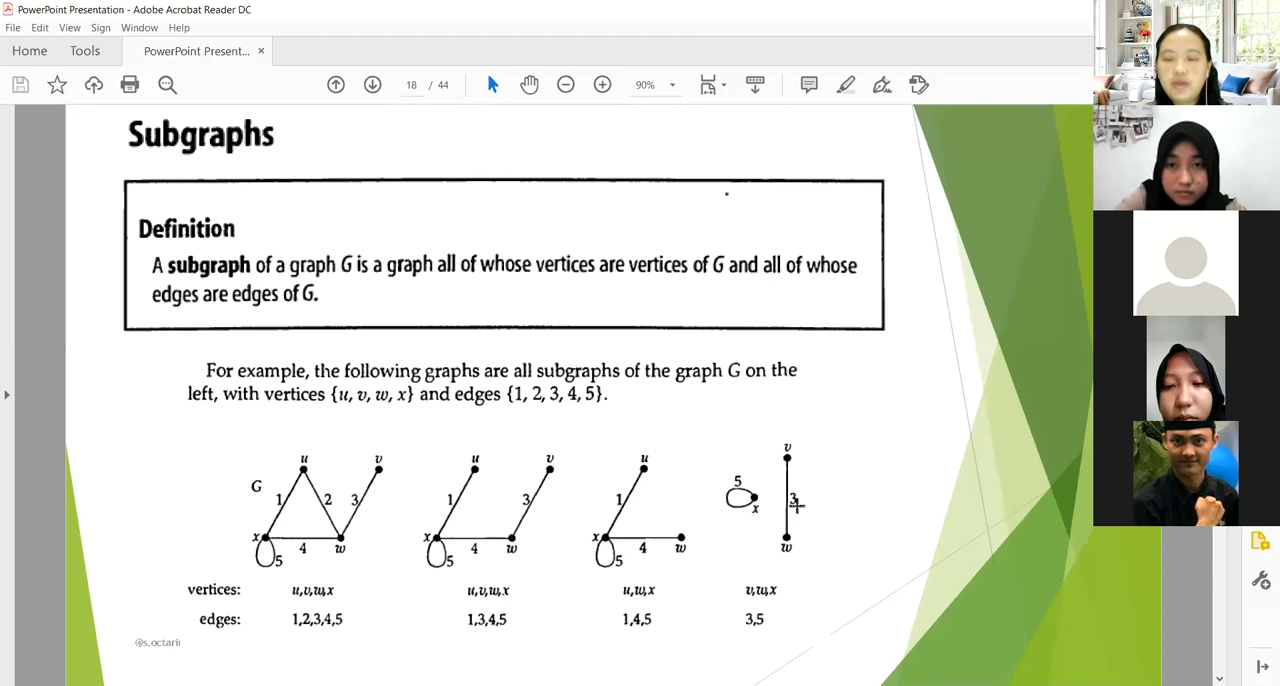 PowerPoint Presentation - Adobe Acrobat Reader DC
File Edit View Sign Window Help
Home Tools PowerPoint Present... ×
18 / 44 90%
Subgraphs
Definition
A subgraph of a graph G is a graph all of whose vertices are vertices of G and all of whose
edges are edges of G.
For example, the following graphs are all subgraphs of the graph G on the
left, with vertices {u, v, w, x} and edges {1, 2, 3, 4, 5}.
G u v 1 2 3 x 4 w 5
u v 1 3 x 4 w 5
u 1 x 4 w 5
v 5 3 x w
vertices: u,v,w,x u,v,w,x u,w,x v,w,x
edges: 1,2,3,4,5 1,3,4,5 1,4,5 3,5
@s.octarii